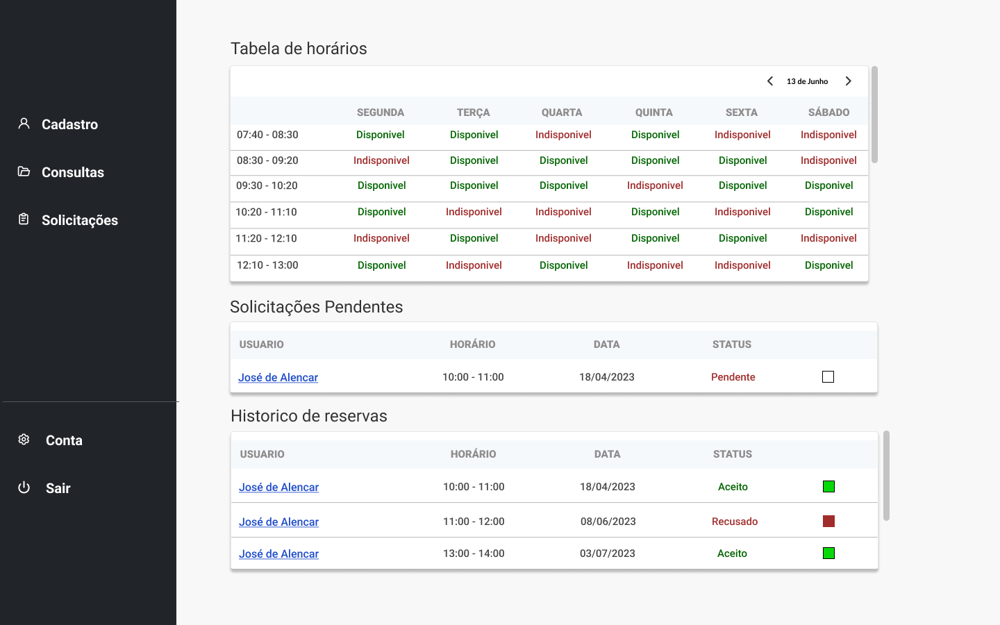 Cadastro
Consultas
Solicitações
Conta
Sair
Tabela de horários
13 de Junho
SEGUNDA TERÇA QUARTA QUINTA SEXTA SÁBADO
07:40 - 08:30 Disponivel Disponivel Indisponivel Disponivel Indisponivel Indisponivel
08:30 - 09:20 Indisponivel Disponivel Disponivel Disponivel Disponivel Indisponivel
09:30 - 10:20 Disponivel Disponivel Disponivel Indisponivel Disponivel Disponivel
10:20 - 11:10 Disponivel Indisponivel Indisponivel Disponivel Indisponivel Disponivel
11:20 - 12:10 Indisponivel Disponivel Indisponivel Disponivel Disponivel Indisponivel
12:10 - 13:00 Disponivel Indisponivel Disponivel Indisponivel Indisponivel Disponivel
Solicitações Pendentes
USUARIO HORÁRIO DATA STATUS
José de Alencar 10:00 - 11:00 18/04/2023 Pendente
Historico de reservas
USUARIO HORÁRIO DATA STATUS
José de Alencar 10:00 - 11:00 18/04/2023 Aceito
José de Alencar 11:00 - 12:00 08/06/2023 Recusado
José de Alencar 13:00 - 14:00 03/07/2023 Aceito